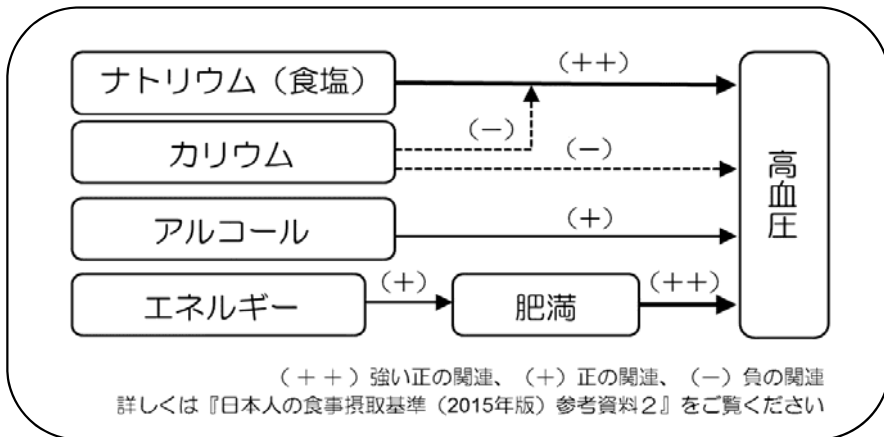 ナトリウム（食塩）
（++）
カリウム
（−）
（−）
アルコール
（+）
エネルギー
（+）
肥満
（++）
高血圧
（++）強い正の関連、（+）正の関連、（−）負の関連
詳しくは『日本人の食事摂取基準（2015年版）参考資料２』をご覧ください